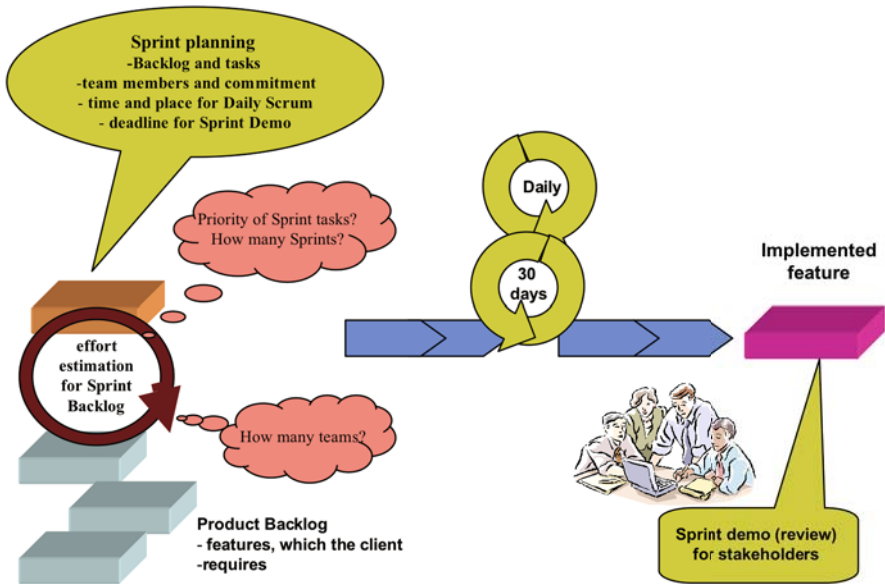 Sprint planning
-Backlog and tasks
-team members and commitment
- time and place for Daily Scrum
- deadline for Sprint Demo
Priority of Sprint tasks?
How many Sprints?
effort
estimation
for Sprint
Backlog
How many teams?
Product Backlog
- features, which the client
-requires
Daily
30
days
Implemented
feature
Sprint demo (review)
for stakeholders